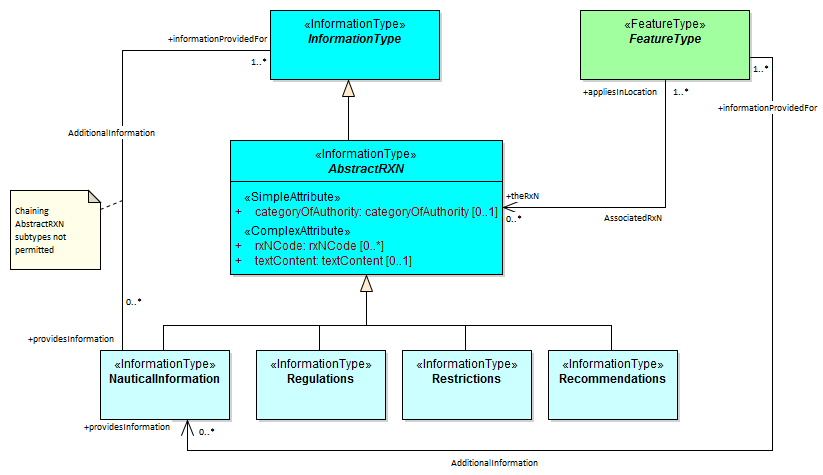 «InformationType»
InformationType
«FeatureType»
FeatureType
+informationProvidedFor
1..*
1..*
+appliesInLocation
1..*
+informationProvidedFor
AdditionalInformation
«InformationType»
AbstractRXN
«SimpleAttribute»
+ categoryOfAuthority: categoryOfAuthority [0..1]
«ComplexAttribute»
+ rxNCode: rxNCode [0..*]
+ textContent: textContent [0..1]
+theRxN
0..*
AssociatedRxN
Chaining
AbstractRXN
subtypes not
permitted
0..*
+providesInformation
«InformationType»
NauticalInformation
«InformationType»
Regulations
«InformationType»
Restrictions
«InformationType»
Recommendations
+providesInformation
0..*
AdditionalInformation